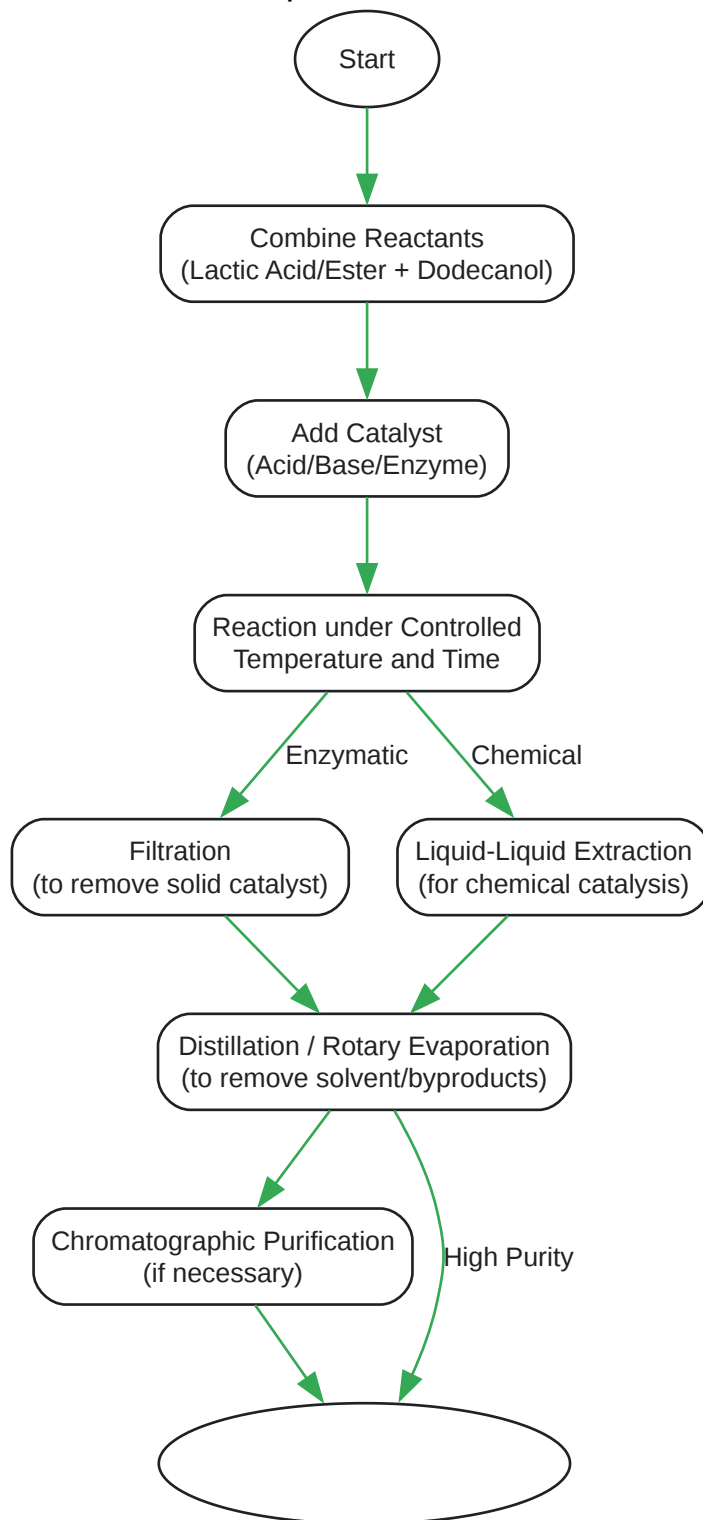 Start
Combine Reactants
(Lactic Acid/Ester + Dodecanol)
Add Catalyst
(Acid/Base/Enzyme)
Reaction under Controlled
Temperature and Time
Enzymatic
Chemical
Filtration
(to remove solid catalyst)
Liquid-Liquid Extraction
(for chemical catalysis)
Distillation / Rotary Evaporation
(to remove solvent/byproducts)
Chromatographic Purification
(if necessary)
High Purity